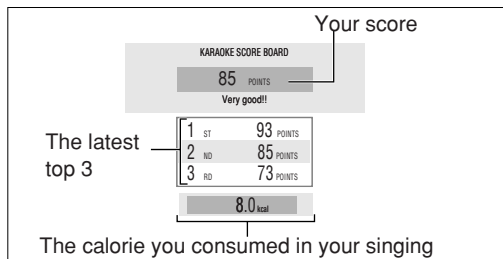 Your score
KARAOKE SCORE BOARD
85 POINTS
Very good!!
The latest
top 3
1 ST 93 POINTS
2 ND 85 POINTS
3 RD 73 POINTS
8.0 kcal
The calorie you consumed in your singing